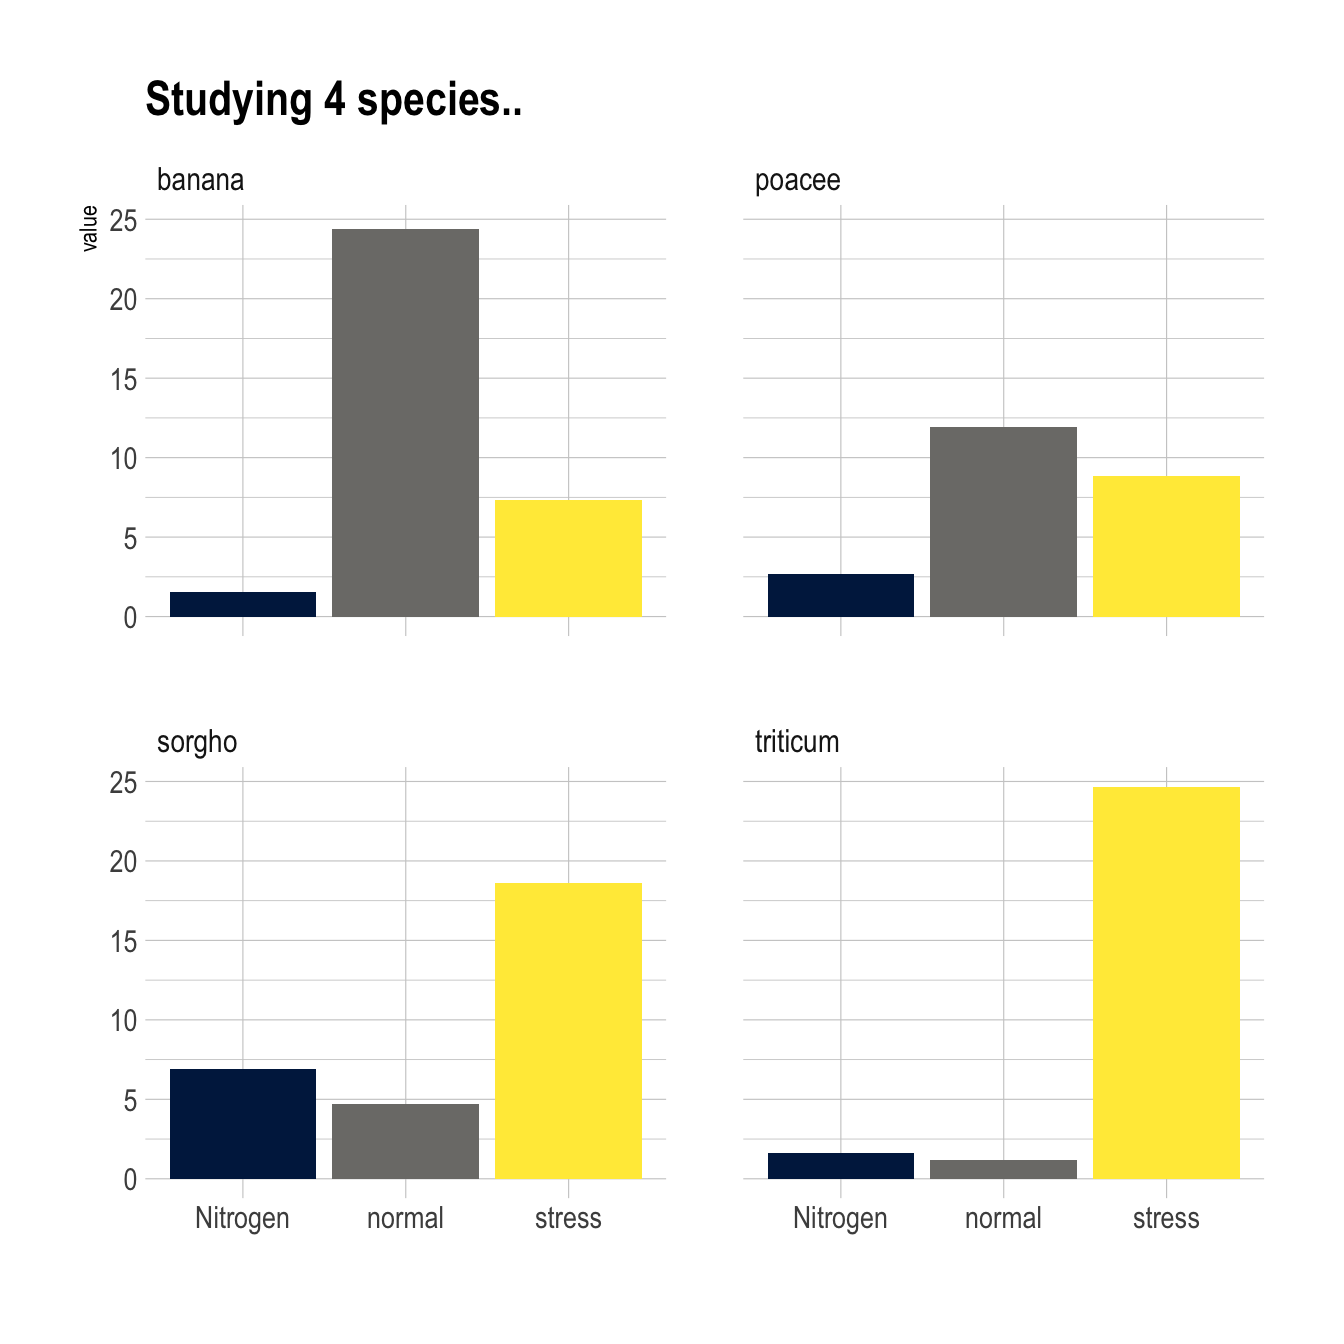 Studying 4 species..
banana
poacee
value
25
20
15
10
5
0
sorgho
triticum
25
20
15
10
5
0
Nitrogen normal stress
Nitrogen normal stress